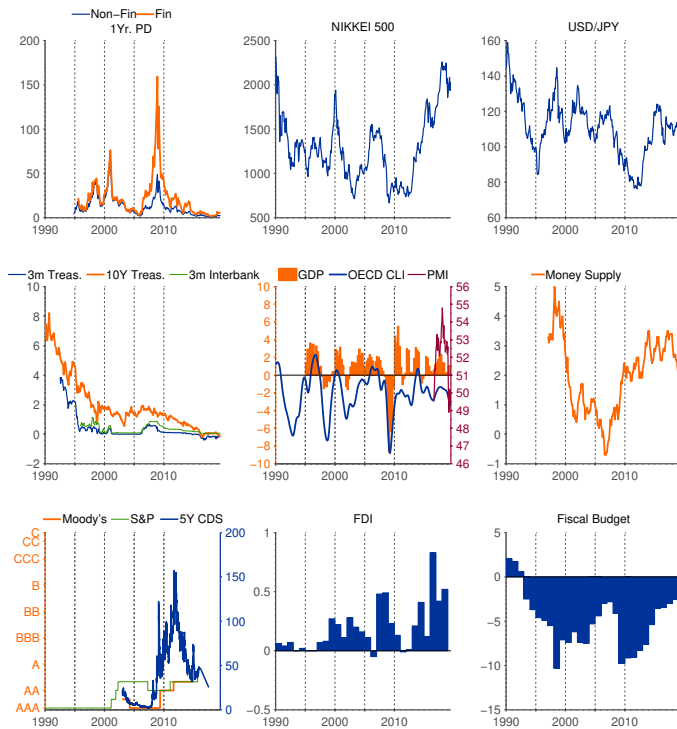 Non-Fin Fin
1Yr. PD
NIKKEI 500
USD/JPY
200
150
100
50
0
1990 2000 2010
2500
2100
1700
1300
900
500
1990 2000 2010
160
140
120
100
80
60
1990 2000 2010
3m Treas. 10Y Treas. 3m Interbank
10
8
6
4
2
0
−2
1990 2000 2010
GDP OECD CLI PMI
10
8
6
4
2
0
−2
−4
−6
−8
−10
56
55
54
53
52
51
50
49
48
47
46
1990 2000 2010
Money Supply
5
4
3
2
1
0
−1
1990 2000 2010
Moody's S&P 5Y CDS
C
CC
CCC
B
BB
BBB
A
AA
AAA
200
150
100
50
0
1990 2000 2010
FDI
1
0.5
0
−0.5
1990 2000 2010
Fiscal Budget
5
0
−5
−10
−15
1990 2000 2010